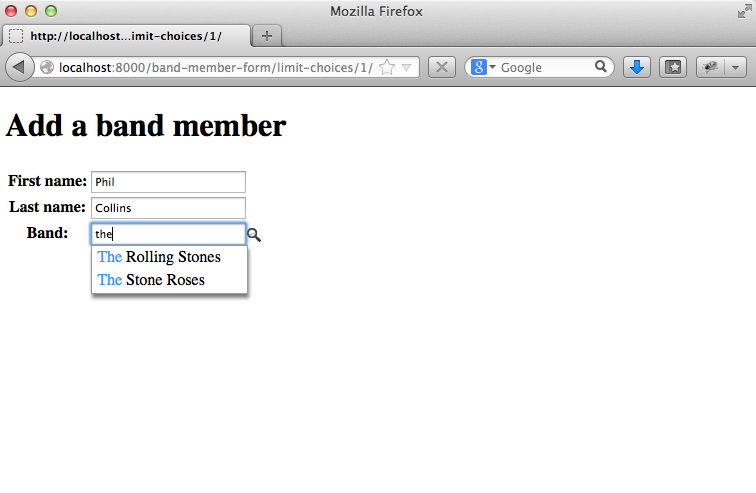 Mozilla Firefox
http://localhost...imit-choices/1/
localhost:8000/band-member-form/limit-choices/1/
Google
Add a band member
First name: Phil
Last name: Collins
Band: the
The Rolling Stones
The Stone Roses